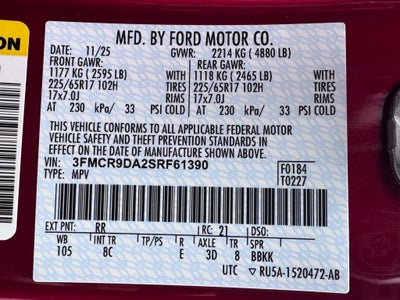 ON
MFD. BY FORD MOTOR CO.
DATE: 11/25 GVWR: 2214 KG ( 4880 LB)
FRONT GAWR: REAR GAWR:
1177 KG ( 2595 LB) WITH 1118 KG ( 2465 LB) WITH
225/65R17 102H TIRES 225/65R17 102H TIRES
17x7.0J RIMS 17x7.0J RIMS
AT 230 kPa/ 33 PSI COLD AT 230 kPa/ 33 PSI COLD
THIS VEHICLE CONFORMS TO ALL APPLICABLE FEDERAL MOTOR
VEHICLE SAFETY AND THEFT PREVENTION STANDARDS IN
EFFECT ON THE DATE OF MANUFACTURE SHOWN ABOVE.
VIN: 3FMCR9DA2SRF61390 F0184
TYPE: MPV T0227
EXT PNT: RR RC: 21 DSO:
WB INT TR TP/PS R AXLE TR SPR
105 8C E 3D 8 BBKK
UTC RU5A-1520472-AB